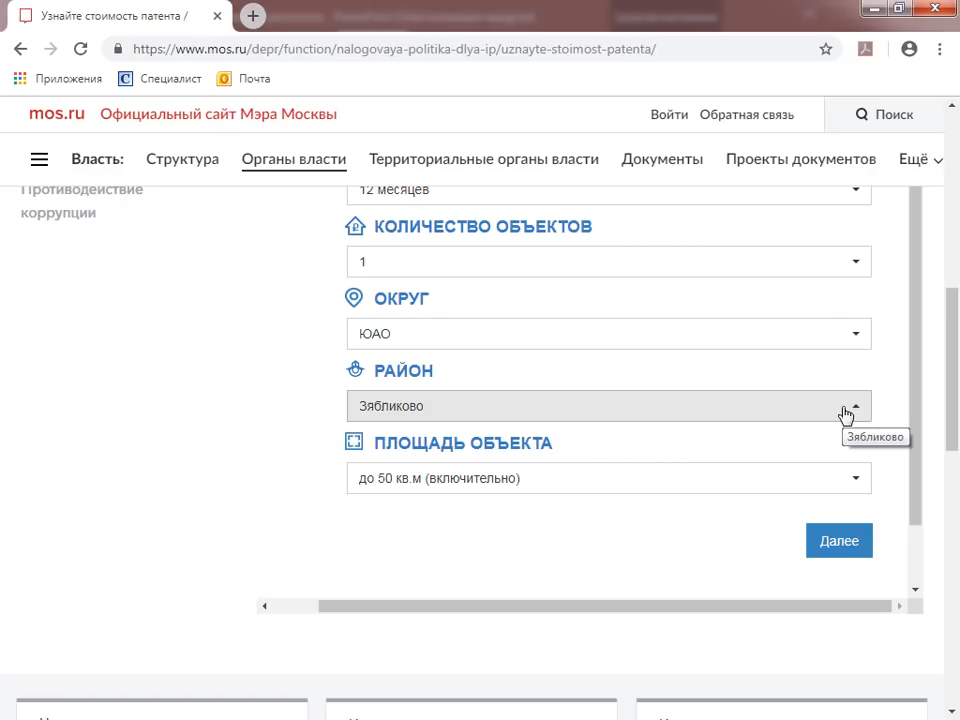 Узнайте стоимость патента /
https://www.mos.ru/depr/function/nalogovaya-politika-dlya-ip/uznayte-stoimost-patenta/
Приложения Специалист Почта
mos.ru Официальный сайт Мэра Москвы Войти Обратная связь Поиск
Власть: Структура Органы власти Территориальные органы власти Документы Проекты документов Ещё
Противодействие
коррупции
12 месяцев
КОЛИЧЕСТВО ОБЪЕКТОВ
1
ОКРУГ
ЮАО
РАЙОН
Зябликово
Зябликово
ПЛОЩАДЬ ОБЪЕКТА
до 50 кв.м (включительно)
Далее